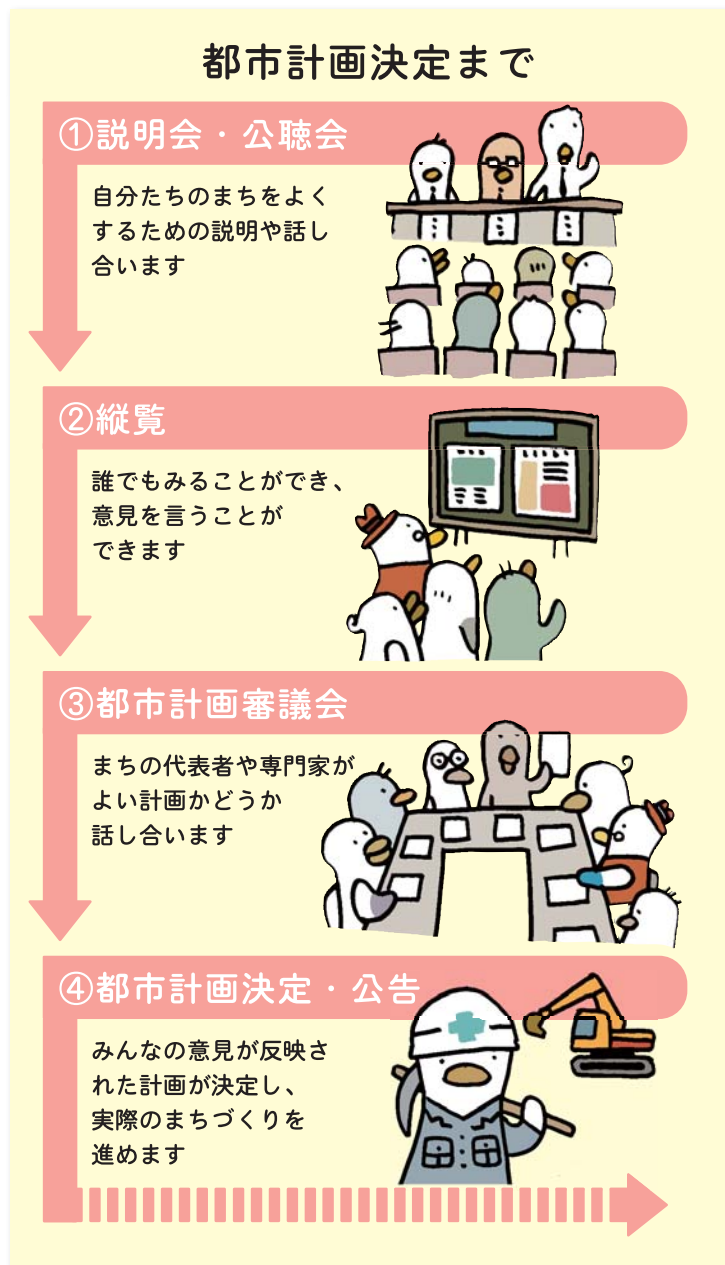 都市計画決定まで
①説明会・公聴会
自分たちのまちをよく
するための説明や話し
合います
②縦覧
誰でもみることができ、
意見を言うことが
できます
③都市計画審議会
まちの代表者や専門家が
よい計画かどうか
話し合います
④都市計画決定・公告
みんなの意見が反映さ
れた計画が決定し、
実際のまちづくりを
進めます